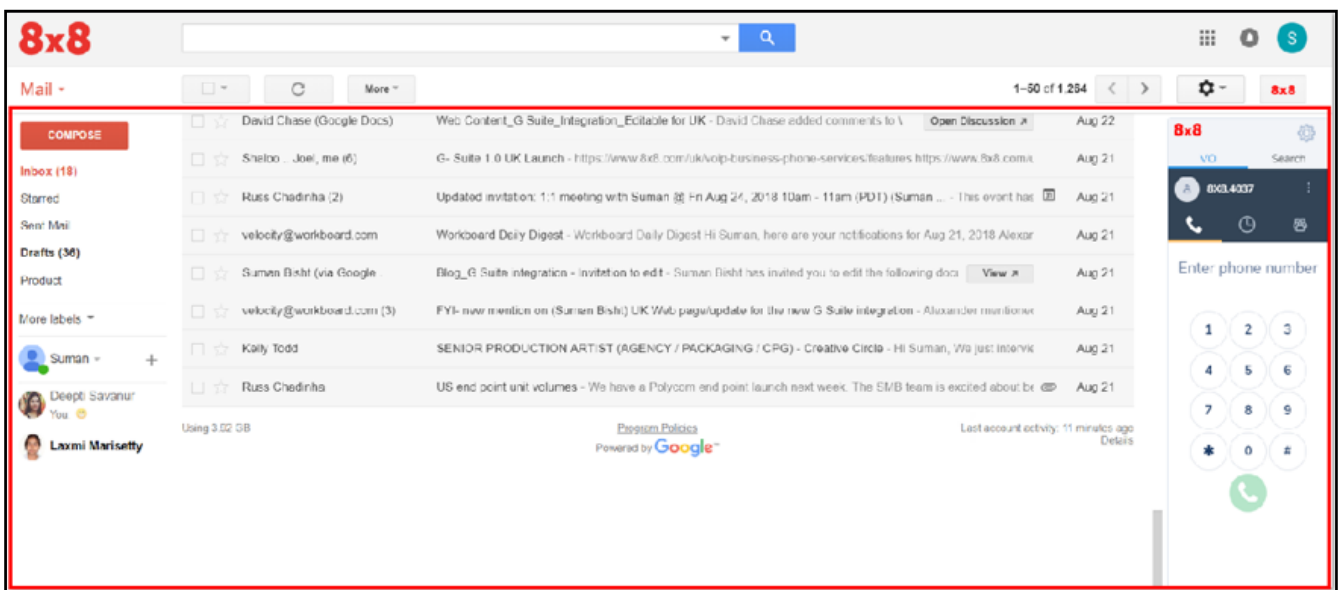 8x8
S
Mail
More
1–50 of 1,264
8x8
COMPOSE
Inbox (18)
Starred
Sent Mail
Drafts (36)
Product
More labels
Suman
Deepti Savanur
You
Laxmi Marisetty
David Chase (Google Docs) Web Content_G Suite_Integration_Editable for UK - David Chase added comments to Open Discussion Aug 22
Joel, me (6) G- Suite 1.0 UK Launch - https://www.8x8.com/uk/voip-business-phone-services/features https://www.8x8.com/u Aug 21
Russ Chadinha (2) Updated invitation: 1:1 meeting with Suman @ Fri Aug 24, 2018 10am - 11am (PDT) (Suman ... - This event has 31 Aug 21
velocity@workboard.com Workboard Daily Digest - Workboard Daily Digest Hi Suman, here are your notifications for Aug 21, 2018 Alexar Aug 21
Suman Bisht (via Google Blog_G Suite integration - Invitation to edit - Suman Bisht has invited you to edit the following docu View Aug 21
velocity@workboard.com (3) FYI- new mention on (Suman Bisht) UK Web page/update for the new G Suite integration - Alexander mentioned Aug 21
Kelly Todd SENIOR PRODUCTION ARTIST (AGENCY / PACKAGING / CPG) - Creative Circle - Hi Suman, We just intervie Aug 21
Russ Chadinha US end point unit volumes - We have a Polycom end point launch next week. The SMB team is excited about be Aug 21
Using 3.02 GB
Program Policies
Powered by Google™
Last account activity: 11 minutes ago
Details
8x8
VO Search
A 8X8.4037
Enter phone number
1 2 3
4 5 6
7 8 9
* 0 #